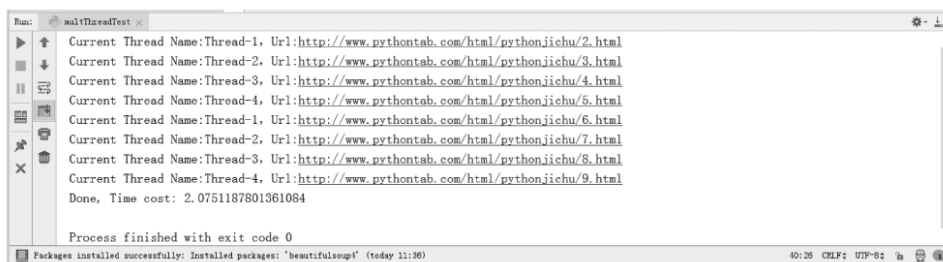 Run: multThreadTest
Current Thread Name:Thread-1, Url:http://www.pythontab.com/html/pythonjichu/2.html
Current Thread Name:Thread-2, Url:http://www.pythontab.com/html/pythonjichu/3.html
Current Thread Name:Thread-3, Url:http://www.pythontab.com/html/pythonjichu/4.html
Current Thread Name:Thread-4, Url:http://www.pythontab.com/html/pythonjichu/5.html
Current Thread Name:Thread-1, Url:http://www.pythontab.com/html/pythonjichu/6.html
Current Thread Name:Thread-2, Url:http://www.pythontab.com/html/pythonjichu/7.html
Current Thread Name:Thread-3, Url:http://www.pythontab.com/html/pythonjichu/8.html
Current Thread Name:Thread-4, Url:http://www.pythontab.com/html/pythonjichu/9.html
Done, Time cost: 2.0751187801361084
Process finished with exit code 0
Packages installed successfully: Installed packages: 'beautifulsoup4' (today 11:36) 40:26 CRLF: UTF-8: